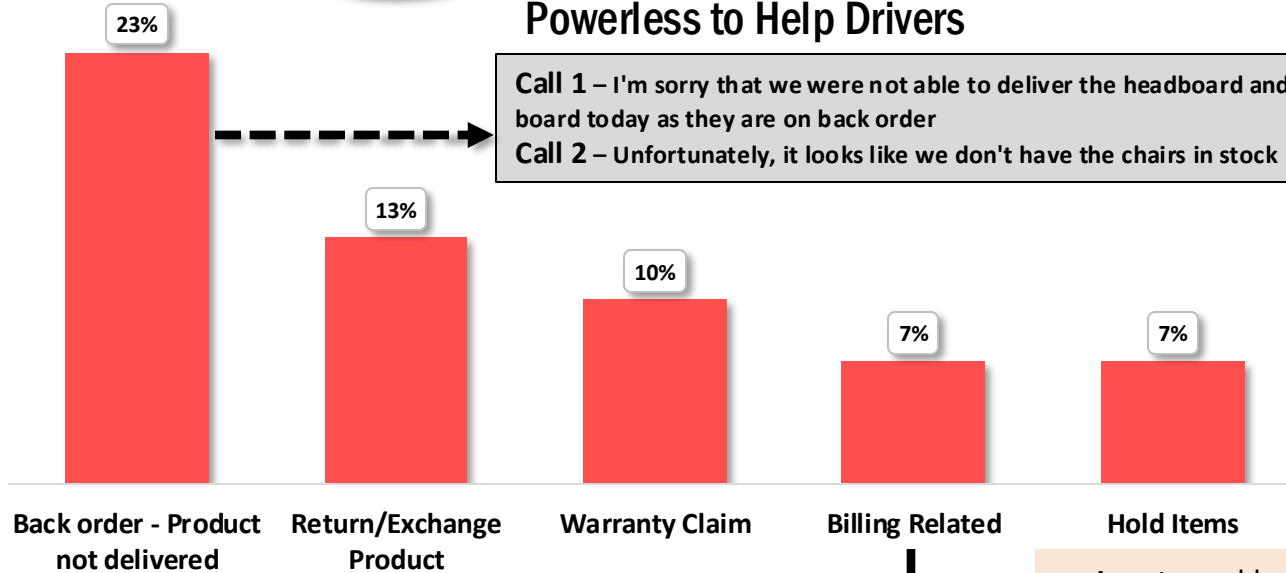 Powerless to Help Drivers
23%
Call 1 – I'm sorry that we were not able to deliver the headboard and
board today as they are on back order
Call 2 – Unfortunately, it looks like we don't have the chairs in stock
13%
10%
7%
7%
Back order - Product
not delivered
Return/Exchange
Product
Warranty Claim
Billing Related
Hold Items